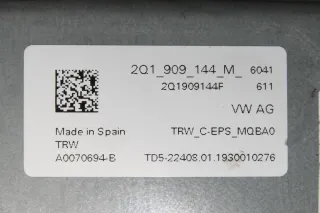 2Q1_909_144_M_ 6041
2Q1909144F 611
VW AG
Made in Spain TRW_C-EPS_MQBA0
TRW
A0070694-B TD5-22408.01.1930010276